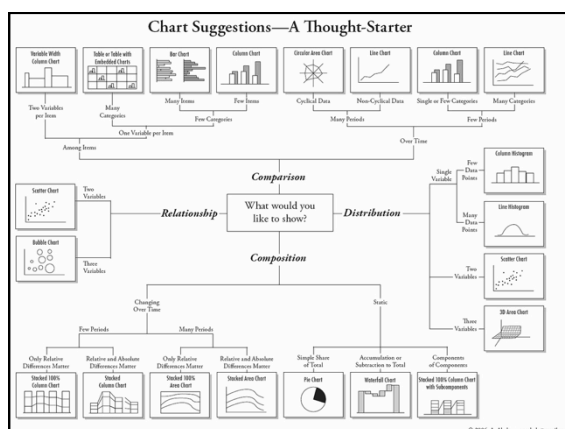 Chart Suggestions—A Thought-Starter
Variable Width
Column Chart
Table or Table with
Embedded Charts
Bar Chart
Column Chart
Circular Area Chart
Line Chart
Column Chart
Line Chart
Two Variables
per Item
Many
Categories
Many Items
Few Items
Cyclical Data
Non-Cyclical Data
Single or Few Categories
Many Categories
Few Categories
Many Periods
Few Periods
One Variable per Item
Among Items
Over Time
Comparison
What would you
like to show?
Relationship
Distribution
Composition
Scatter Chart
Two
Variables
Bubble Chart
Three
Variables
Single
Variable
Few
Data
Points
Column Histogram
Many
Data
Points
Line Histogram
Two
Variables
Scatter Chart
Three
Variables
3D Area Chart
Changing
Over Time
Static
Few Periods
Many Periods
Only Relative
Differences Matter
Relative and Absolute
Differences Matter
Only Relative
Differences Matter
Relative and Absolute
Differences Matter
Simple Share
of Total
Accumulation or
Subtraction to Total
Components
of Components
Stacked 100%
Column Chart
Stacked
Column Chart
Stacked 100%
Area Chart
Stacked Area Chart
Pie Chart
Waterfall Chart
Stacked 100% Column Chart
with Subcomponents